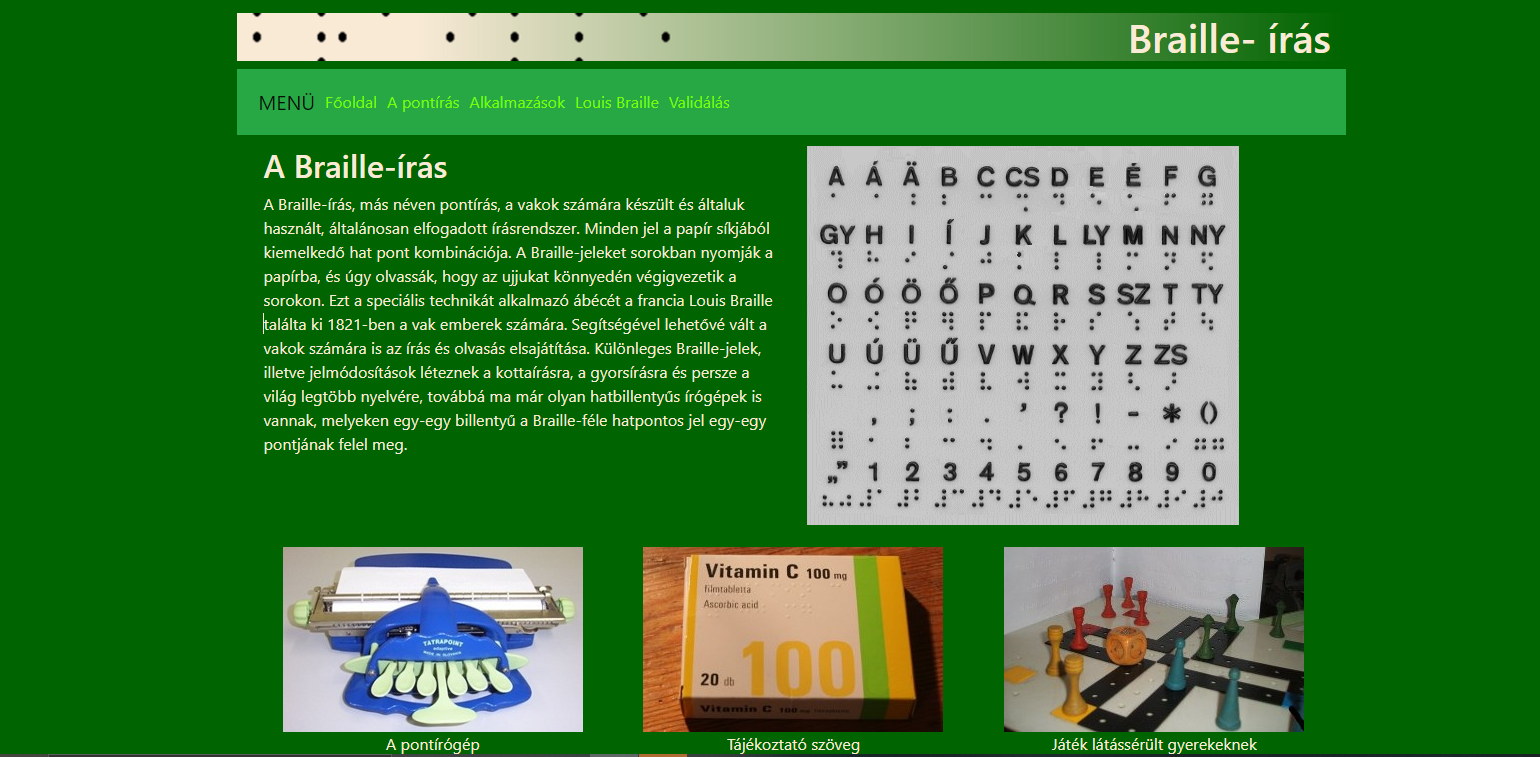 Braille- írás
MENÜ Főoldal A pontírás Alkalmazások Louis Braille Validálás
A Braille-írás
A Braille-írás, más néven pontírás, a vakok számára készült és általuk
használt, általánosan elfogadott írásrendszer. Minden jel a papír síkjából
kiemelkedő hat pont kombinációja. A Braille-jeleket sorokban nyomják a
papírba, és úgy olvassák, hogy az ujjukat könnyedén végigvezetik a
sorokon. Ezt a speciális technikát alkalmazó ábécét a francia Louis Braille
találta ki 1821-ben a vak emberek számára. Segítségével lehetővé vált a
vakok számára is az írás és olvasás elsajátítása. Különleges Braille-jelek,
illetve jelmódosítások léteznek a kottaírásra, a gyorsírásra és persze a
világ legtöbb nyelvére, továbbá ma már olyan hatbillentyűs írógépek is
vannak, melyeken egy-egy billentyű a Braille-féle hatpontos jel egy-egy
pontjának felel meg.
A Á Ä B C CS D E É F G
GY H I Í J K L LY M N NY
O Ó Ö Ő P Q R S SZ T TY
U Ú Ü Ű V W X Y Z ZS
, ; : . ' ? ! - * ()
„” 1 2 3 4 5 6 7 8 9 0
TATRAPOINT
adaptive
MADE IN SLOVAKIA
Vitamin C 100 mg
filmtabletta
Ascorbic acid
100
20 db
Vitamin C 100 mg
A pontírógép
Tájékoztató szöveg
Játék látássérült gyerekeknek